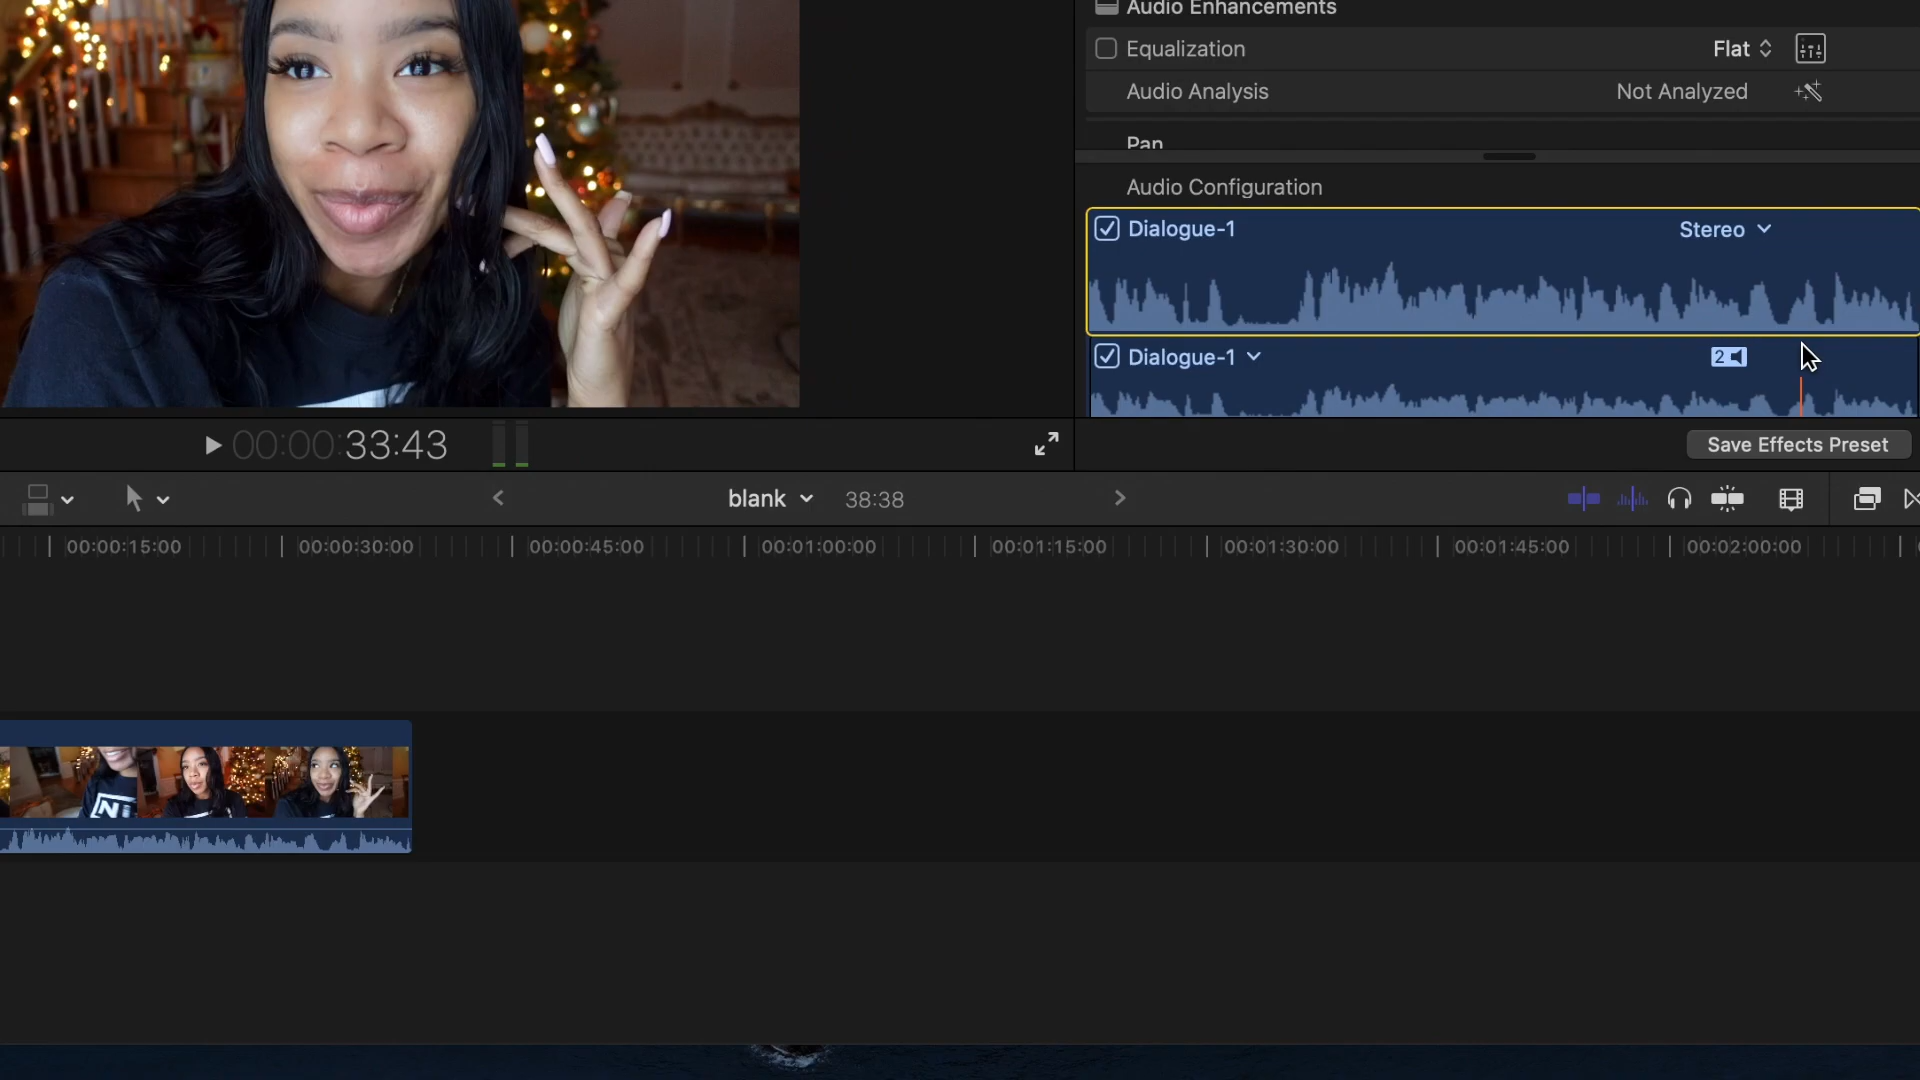 Audio Enhancements
Equalization
Flat
Audio Analysis
Not Analyzed
Pan
Audio Configuration
Dialogue-1
Stereo
Dialogue-1
2
00:00:33:43
Save Effects Preset
blank
38:38
00:00:15:00
00:00:30:00
00:00:45:00
00:01:00:00
00:01:15:00
00:01:30:00
00:01:45:00
00:02:00:00